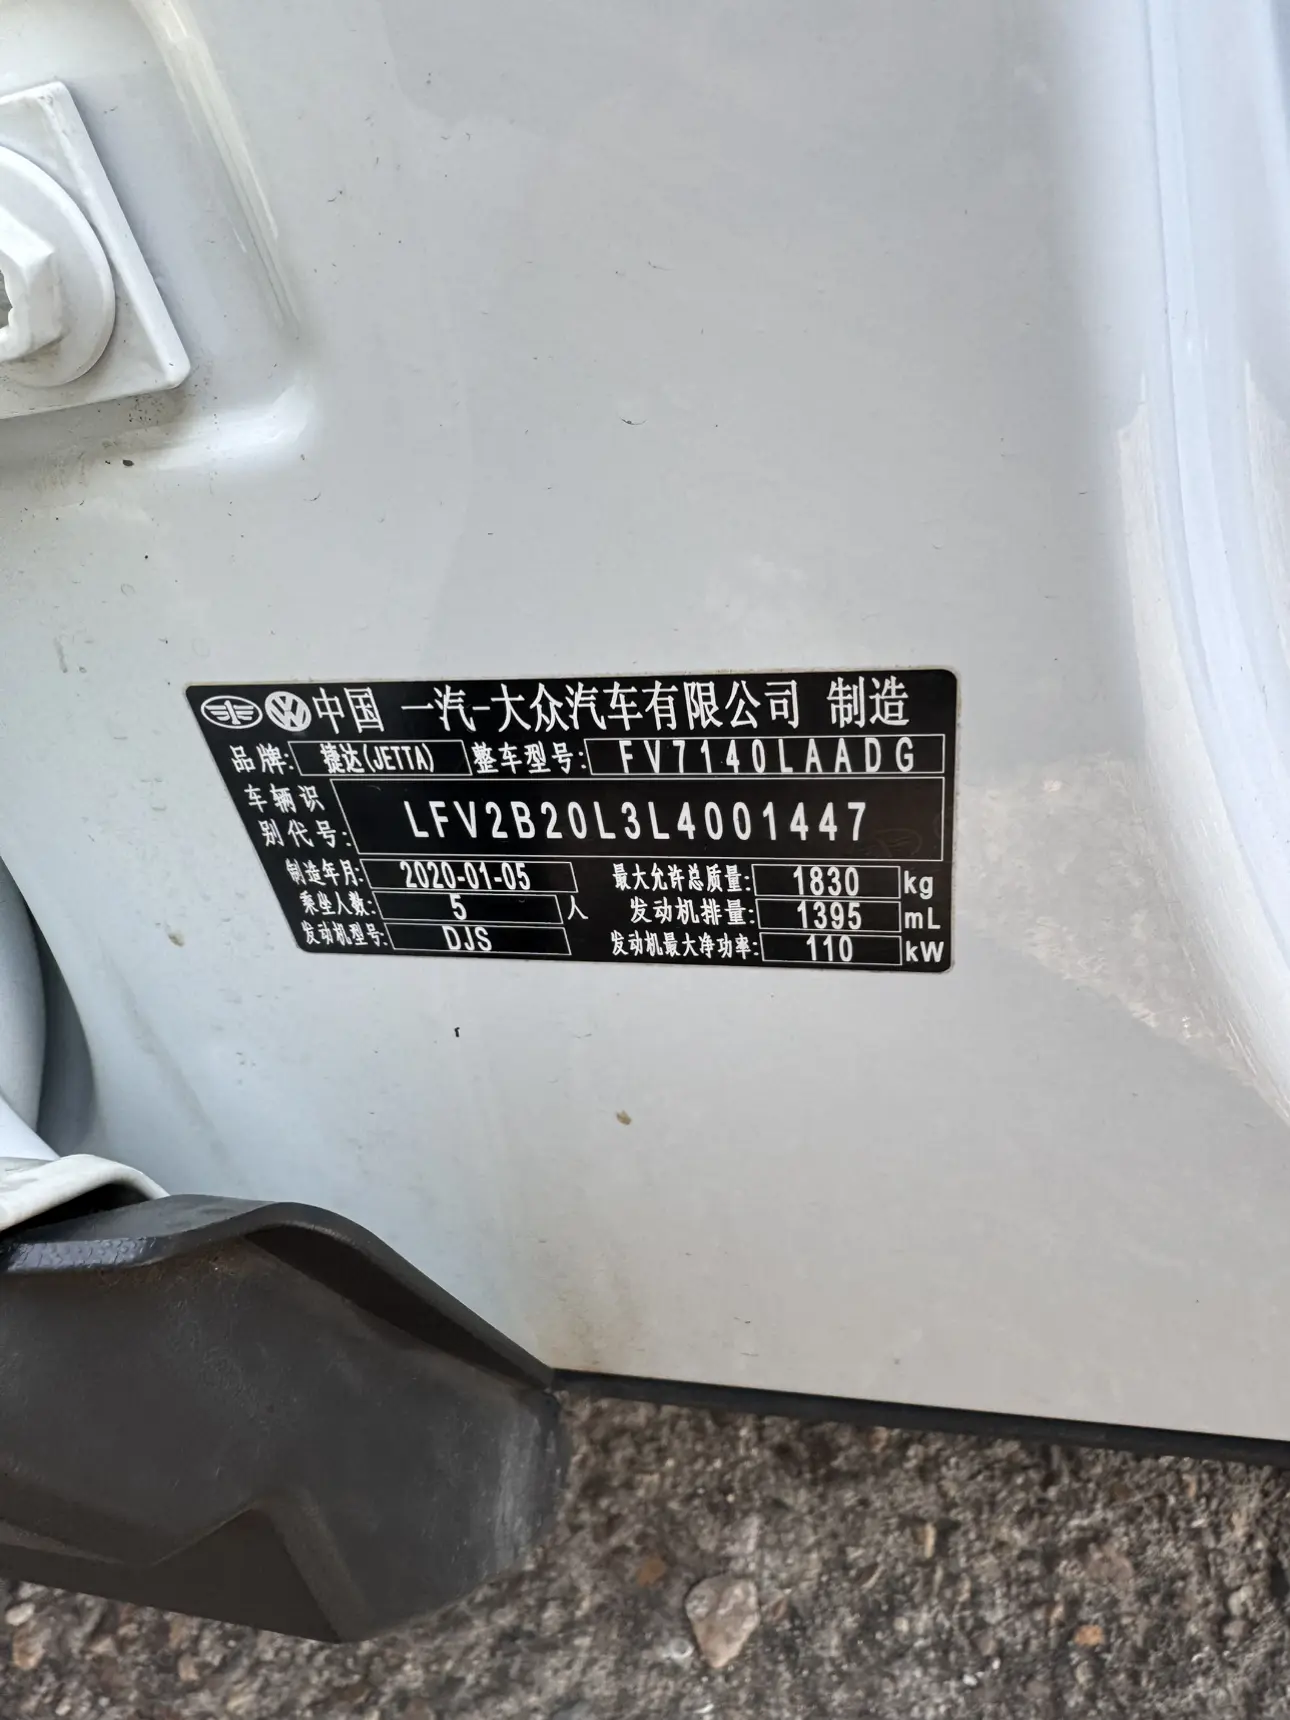 中国 一汽-大众汽车有限公司 制造
品牌: 捷达(JETTA) 整车型号: FV7140LAADG
车辆识别代号: LFV2B20L3L4001447
制造年月: 2020-01-05 最大允许总质量: 1830 kg
乘坐人数: 5 人 发动机排量: 1395 mL
发动机型号: DJS 发动机最大净功率: 110 kW